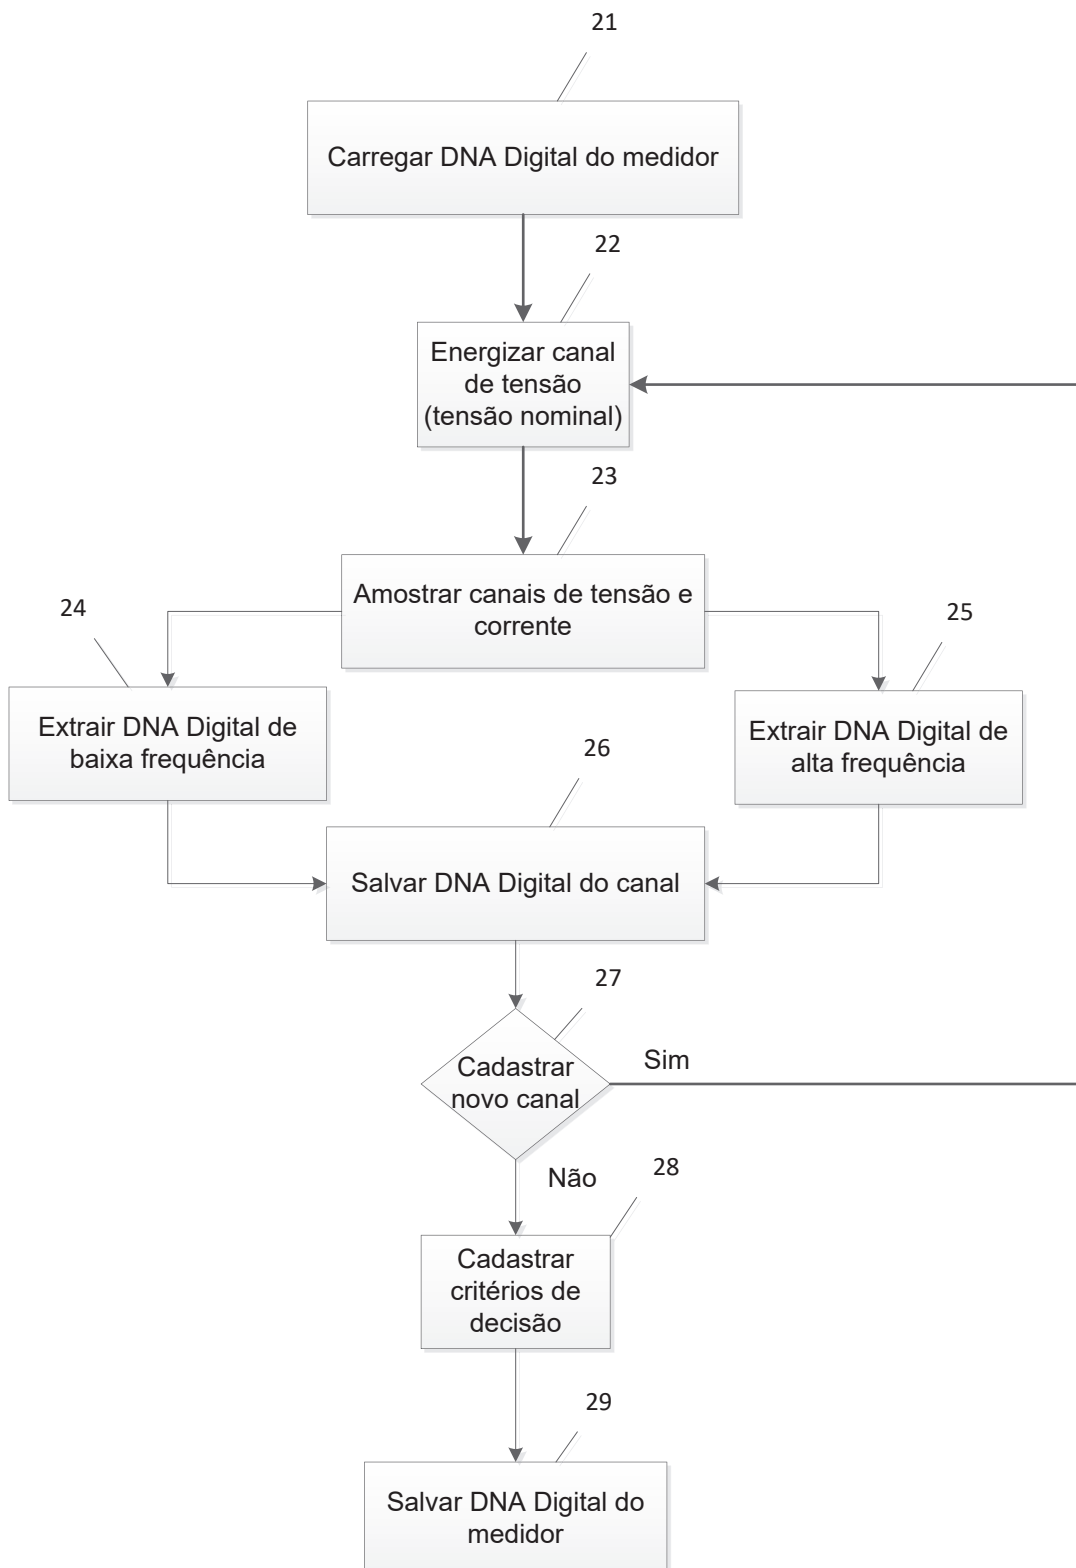 21
Carregar DNA Digital do medidor
22
Energizar canal
de tensão
(tensão nominal)
23
Amostrar canais de tensão e
corrente
24
25
Extrair DNA Digital de
baixa frequência
Extrair DNA Digital de
alta frequência
26
Salvar DNA Digital do canal
27
Cadastrar
novo canal
Sim
Não
28
Cadastrar
critérios de
decisão
29
Salvar DNA Digital do
medidor